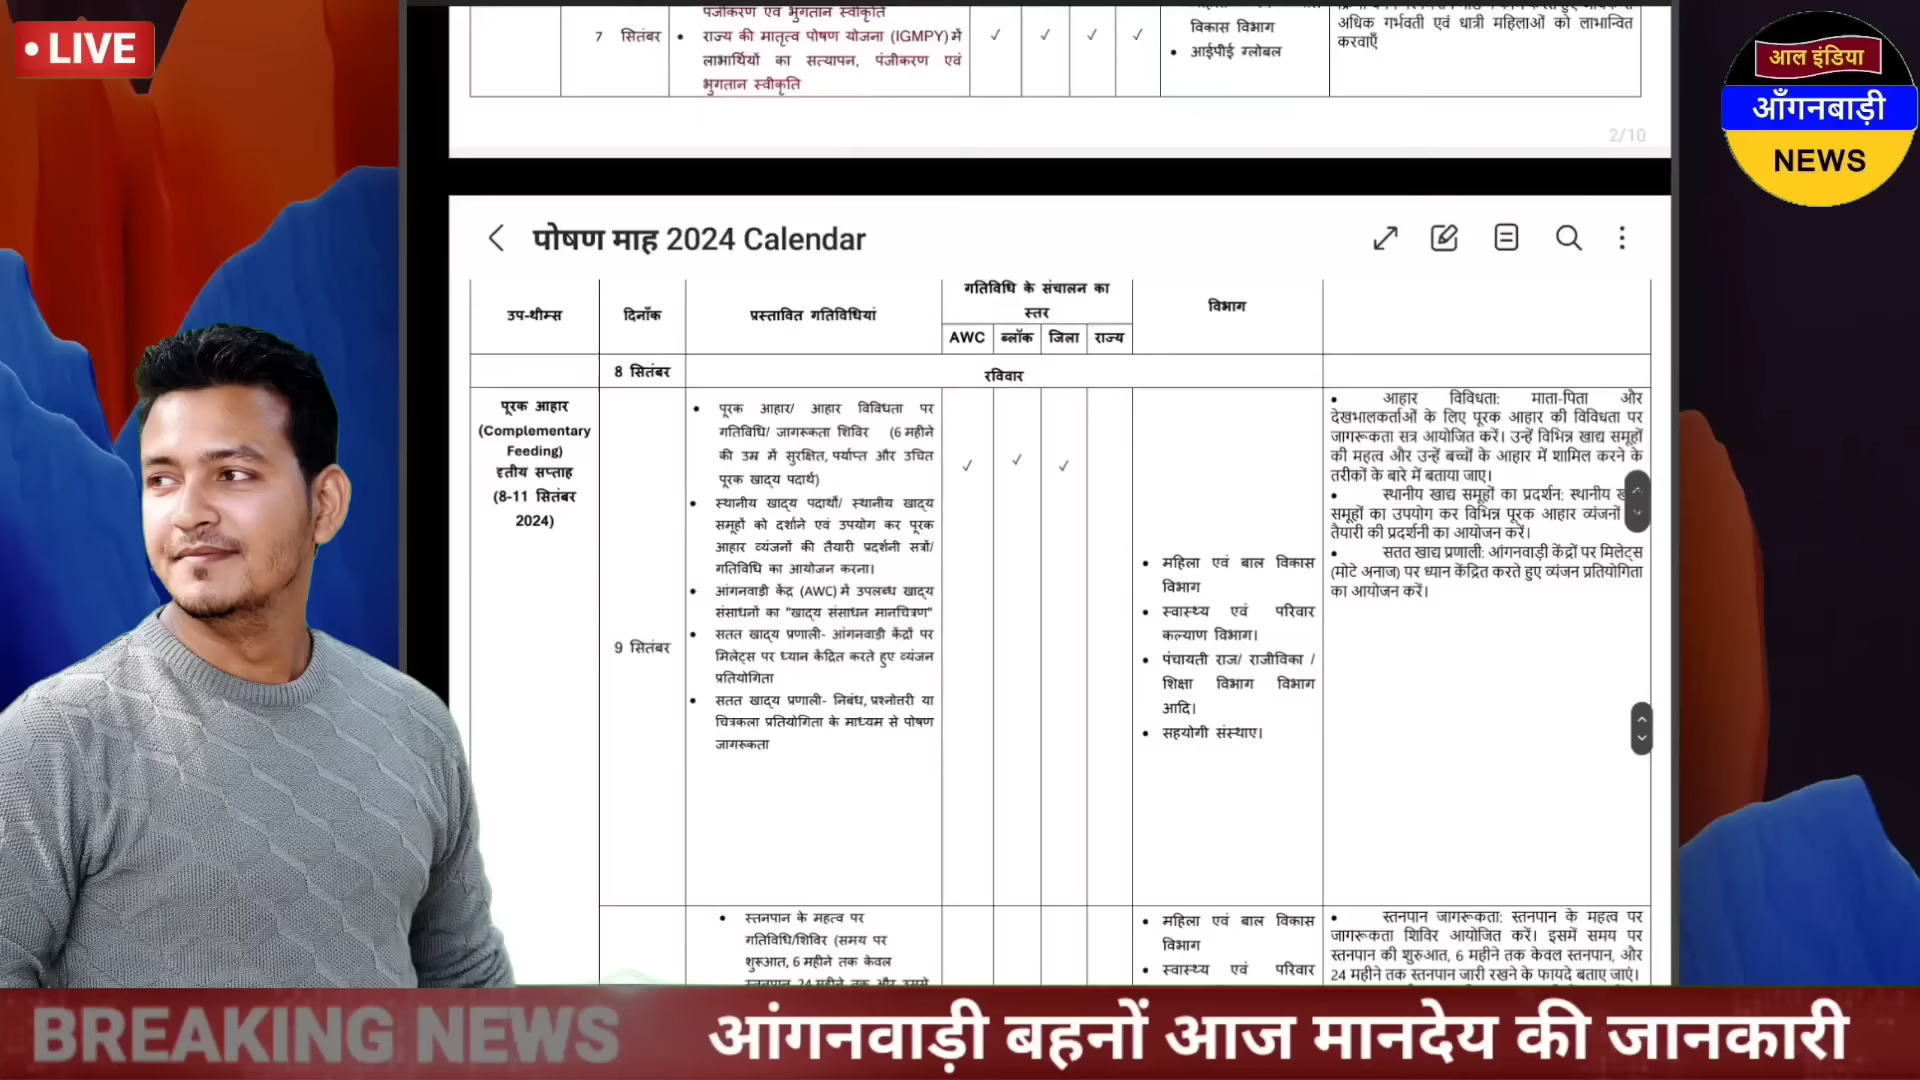 • LIVE
पंजीकरण एवं भुगतान स्वीकृति
7 सितंबर
• राज्य की मातृत्व पोषण योजना (IGMPY) में
लाभार्थियों का सत्यापन, पंजीकरण एवं
भुगतान स्वीकृति
✓ ✓ ✓ ✓
विकास विभाग
• आईपीई ग्लोबल
अधिक गर्भवती एवं धात्री महिलाओं को लाभान्वित
करवाएँ
2/10
आल इंडिया
आँगनबाड़ी
NEWS
पोषण माह 2024 Calendar
उप-थीम्स
दिनाँक
प्रस्तावित गतिविधियां
गतिविधि के संचालन का
स्तर
AWC ब्लॉक जिला राज्य
विभाग
8 सितंबर
रविवार
पूरक आहार
(Complementary
Feeding)
दृतीय सप्ताह
(8-11 सितंबर
2024)
9 सितंबर
• पूरक आहार/ आहार विविधता पर
गतिविधि/ जागरूकता शिविर (6 महीने
की उम्र में सुरक्षित, पर्याप्त और उचित
पूरक खाद्य पदार्थ)
• स्थानीय खाद्य पदार्थों/ स्थानीय खाद्य
समूहों को दर्शाने एवं उपयोग कर पूरक
आहार व्यंजनों की तैयारी प्रदर्शनी सत्रों/
गतिविधि का आयोजन करना।
• आंगनवाडी केंद्र (AWC) में उपलब्ध खाद्य
संसाधनों का "खाद्य संसाधन मानचित्रण"
• सतत खाद्य प्रणाली- आंगनवाडी केंद्रों पर
मिलेट्स पर ध्यान केंद्रित करते हुए व्यंजन
प्रतियोगिता
• सतत खाद्य प्रणाली- निबंध, प्रश्नोत्तरी या
चित्रकला प्रतियोगिता के माध्यम से पोषण
जागरूकता
✓ ✓ ✓
• महिला एवं बाल विकास
विभाग
• स्वास्थ्य एवं परिवार
कल्याण विभाग।
• पंचायती राज/ राजीविका /
शिक्षा विभाग विभाग
आदि।
• सहयोगी संस्थाए।
• आहार विविधता: माता-पिता और
देखभालकर्ताओं के लिए पूरक आहार की विविधता पर
जागरूकता सत्र आयोजित करें। उन्हें विभिन्न खाद्य समूहों
की महत्व और उन्हें बच्चों के आहार में शामिल करने के
तरीकों के बारे में बताया जाए।
• स्थानीय खाद्य समूहों का प्रदर्शन: स्थानीय
समूहों का उपयोग कर विभिन्न पूरक आहार व्यंजनों
तैयारी की प्रदर्शनी का आयोजन करें।
• सतत खाद्य प्रणाली: आंगनवाड़ी केंद्रों पर मिलेट्स
(मोटे अनाज) पर ध्यान केंद्रित करते हुए व्यंजन प्रतियोगिता
का आयोजन करें।
• स्तनपान के महत्व पर
गतिविधि/शिविर (समय पर
शुरूआत, 6 महीने तक केवल
• महिला एवं बाल विकास
विभाग
• स्वास्थ्य एवं परिवार
• स्तनपान जागरूकता: स्तनपान के महत्व पर
जागरूकता शिविर आयोजित करें। इसमें समय पर
स्तनपान की शुरुआत, 6 महीने तक केवल स्तनपान, और
24 महीने तक स्तनपान जारी रखने के फायदे बताए जाएं।
BREAKING NEWS
आंगनवाड़ी बहनों आज मानदेय की जानकारी